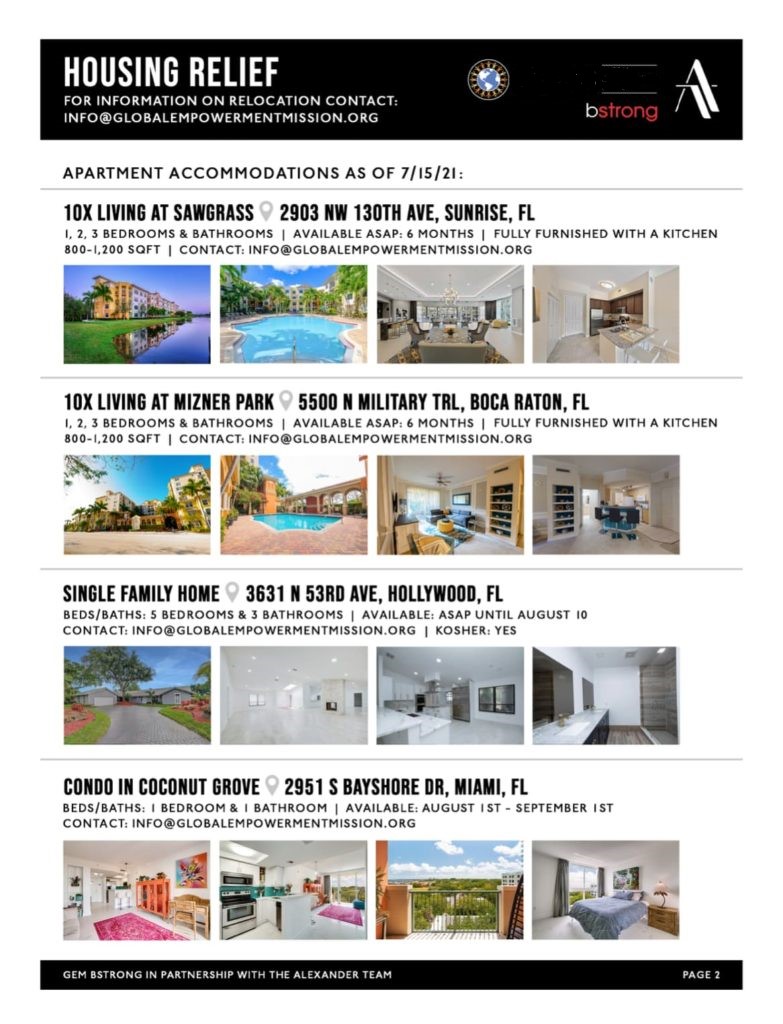 HOUSING RELIEF
FOR INFORMATION ON RELOCATION CONTACT:
INFO@GLOBALEMPOWERMENTMISSION.ORG
bstrong
APARTMENT ACCOMMODATIONS AS OF 7/15/21:
10X LIVING AT SAWGRASS 2903 NW 130TH AVE, SUNRISE, FL
1, 2, 3 BEDROOMS & BATHROOMS | AVAILABLE ASAP: 6 MONTHS | FULLY FURNISHED WITH A KITCHEN
800-1,200 SQFT | CONTACT: INFO@GLOBALEMPOWERMENTMISSION.ORG
10X LIVING AT MIZNER PARK 5500 N MILITARY TRL, BOCA RATON, FL
1, 2, 3 BEDROOMS & BATHROOMS | AVAILABLE ASAP: 6 MONTHS | FULLY FURNISHED WITH A KITCHEN
800-1,200 SQFT | CONTACT: INFO@GLOBALEMPOWERMENTMISSION.ORG
SINGLE FAMILY HOME 3631 N 53RD AVE, HOLLYWOOD, FL
BEDS/BATHS: 5 BEDROOMS & 3 BATHROOMS | AVAILABLE: ASAP UNTIL AUGUST 10
CONTACT: INFO@GLOBALEMPOWERMENTMISSION.ORG | KOSHER: YES
CONDO IN COCONUT GROVE 2951 S BAYSHORE DR, MIAMI, FL
BEDS/BATHS: 1 BEDROOM & 1 BATHROOM | AVAILABLE: AUGUST 1ST - SEPTEMBER 1ST
CONTACT: INFO@GLOBALEMPOWERMENTMISSION.ORG
GEM BSTRONG IN PARTNERSHIP WITH THE ALEXANDER TEAM
PAGE 2